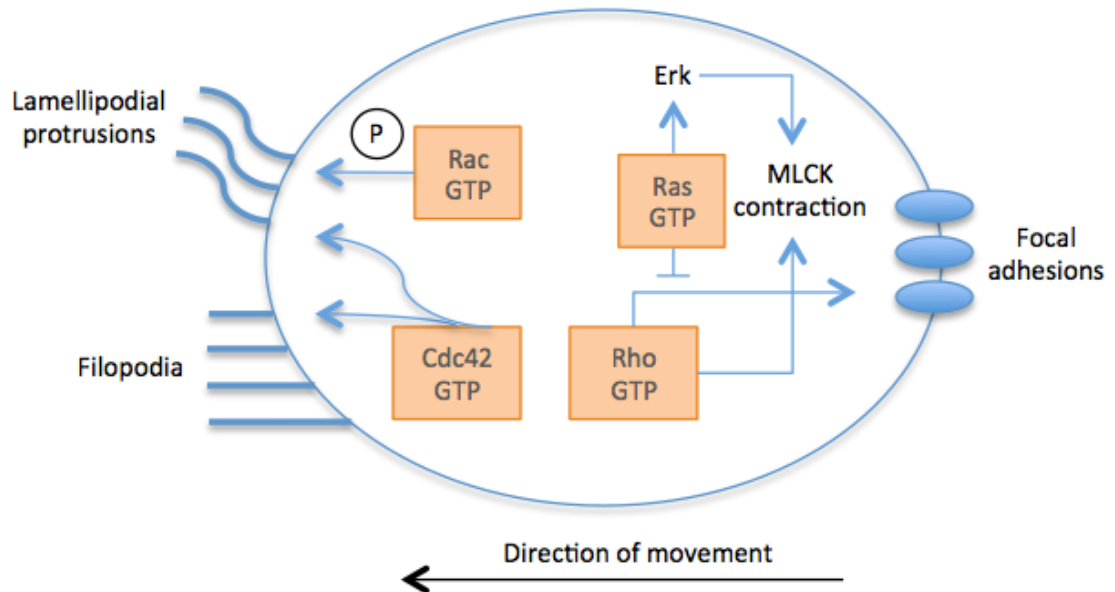 Lamellipodial
protrusions
P
Rac
GTP
Erk
Ras
GTP
MLCK
contraction
Focal
adhesions
Filopodia
Cdc42
GTP
Rho
GTP
Direction of movement